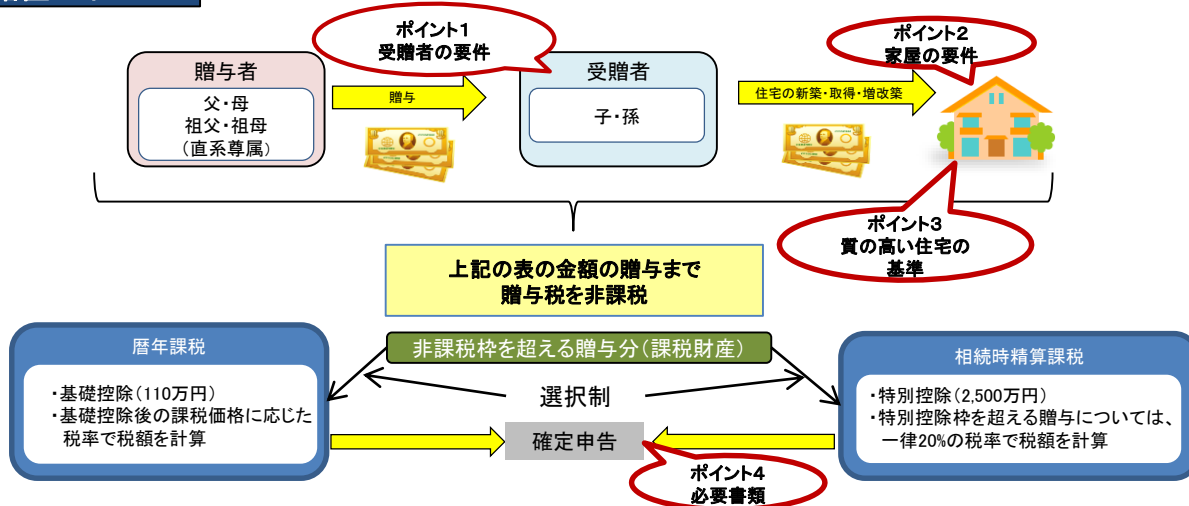 ポイント1
受贈者の要件
ポイント2
家屋の要件
贈与者
父・母
祖父・祖母
(直系尊属)
贈与
受贈者
子・孫
住宅の新築・取得・増改築
ポイント3
質の高い住宅の
基準
上記の表の金額の贈与まで
贈与税を非課税
暦年課税
・基礎控除(110万円)
・基礎控除後の課税価格に応じた
税率で税額を計算
非課税枠を超える贈与分(課税財産)
選択制
確定申告
相続時精算課税
・特別控除(2,500万円)
・特別控除枠を超える贈与については、
一律20%の税率で税額を計算
ポイント4
必要書類